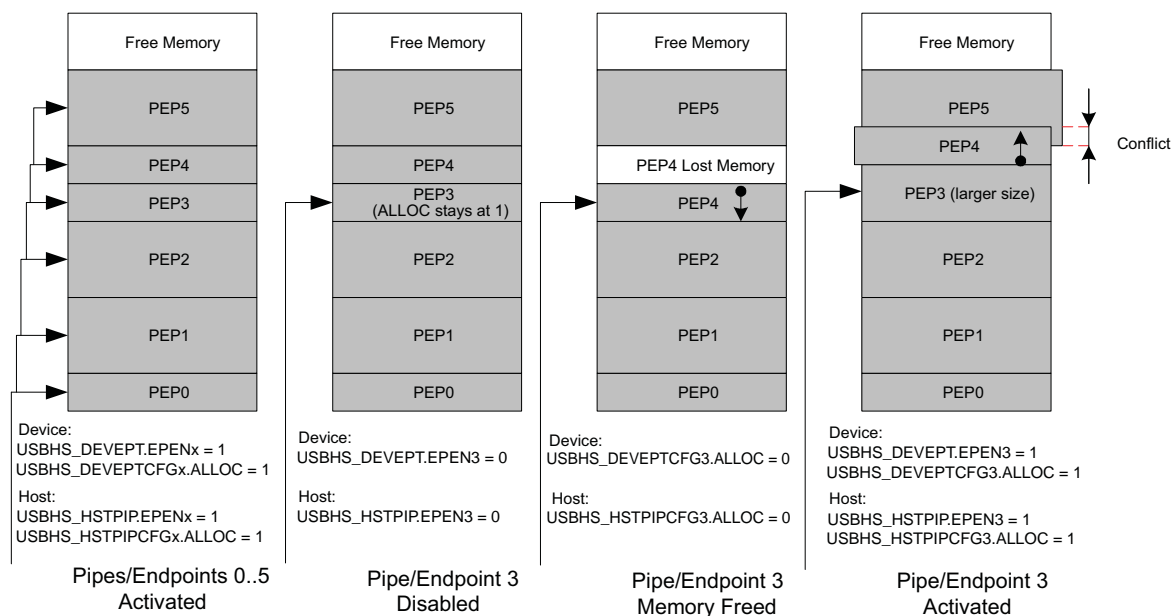 Free Memory
PEP5
PEP4
PEP3
PEP2
PEP1
PEP0
Device:
USBHS_DEVEPT.EPENx = 1
USBHS_DEVEPTCFGx.ALLOC = 1
Host:
USBHS_HSTPIP.EPENx = 1
USBHS_HSTPIPCFGx.ALLOC = 1
Pipes/Endpoints 0..5
Activated
Free Memory
PEP5
PEP4
PEP3
(ALLOC stays at 1)
PEP2
PEP1
PEP0
Device:
USBHS_DEVEPT.EPEN3 = 0
Host:
USBHS_HSTPIP.EPEN3 = 0
Pipe/Endpoint 3
Disabled
Free Memory
PEP5
PEP4 Lost Memory
PEP4
PEP2
PEP1
PEP0
Device:
USBHS_DEVEPTCFG3.ALLOC = 0
Host:
USBHS_HSTPIPCFG3.ALLOC = 0
Pipe/Endpoint 3
Memory Freed
Free Memory
PEP5
PEP4
Conflict
PEP3 (larger size)
PEP2
PEP1
PEP0
Device:
USBHS_DEVEPT.EPEN3 = 1
USBHS_DEVEPTCFG3.ALLOC = 1
Host:
USBHS_HSTPIP.EPEN3 = 1
USBHS_HSTPIPCFG3.ALLOC = 1
Pipe/Endpoint 3
Activated